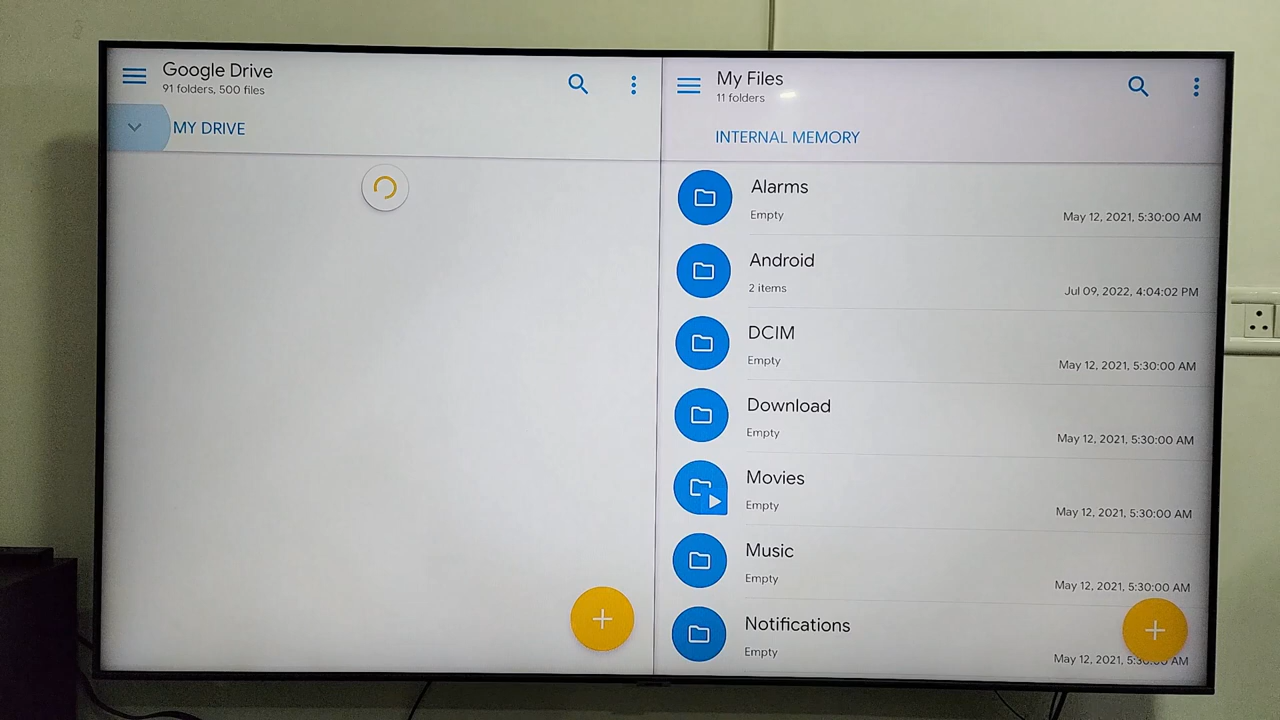 Google Drive
91 folders, 500 files
MY DRIVE
My Files
11 folders
INTERNAL MEMORY
Alarms
Empty
May 12, 2021, 5:30:00 AM
Android
2 items
Jul 09, 2022, 4:04:02 PM
DCIM
Empty
May 12, 2021, 5:30:00 AM
Download
Empty
May 12, 2021, 5:30:00 AM
Movies
Empty
May 12, 2021, 5:30:00 AM
Music
Empty
May 12, 2021, 5:30:00 AM
Notifications
Empty
May 12, 2021, AM